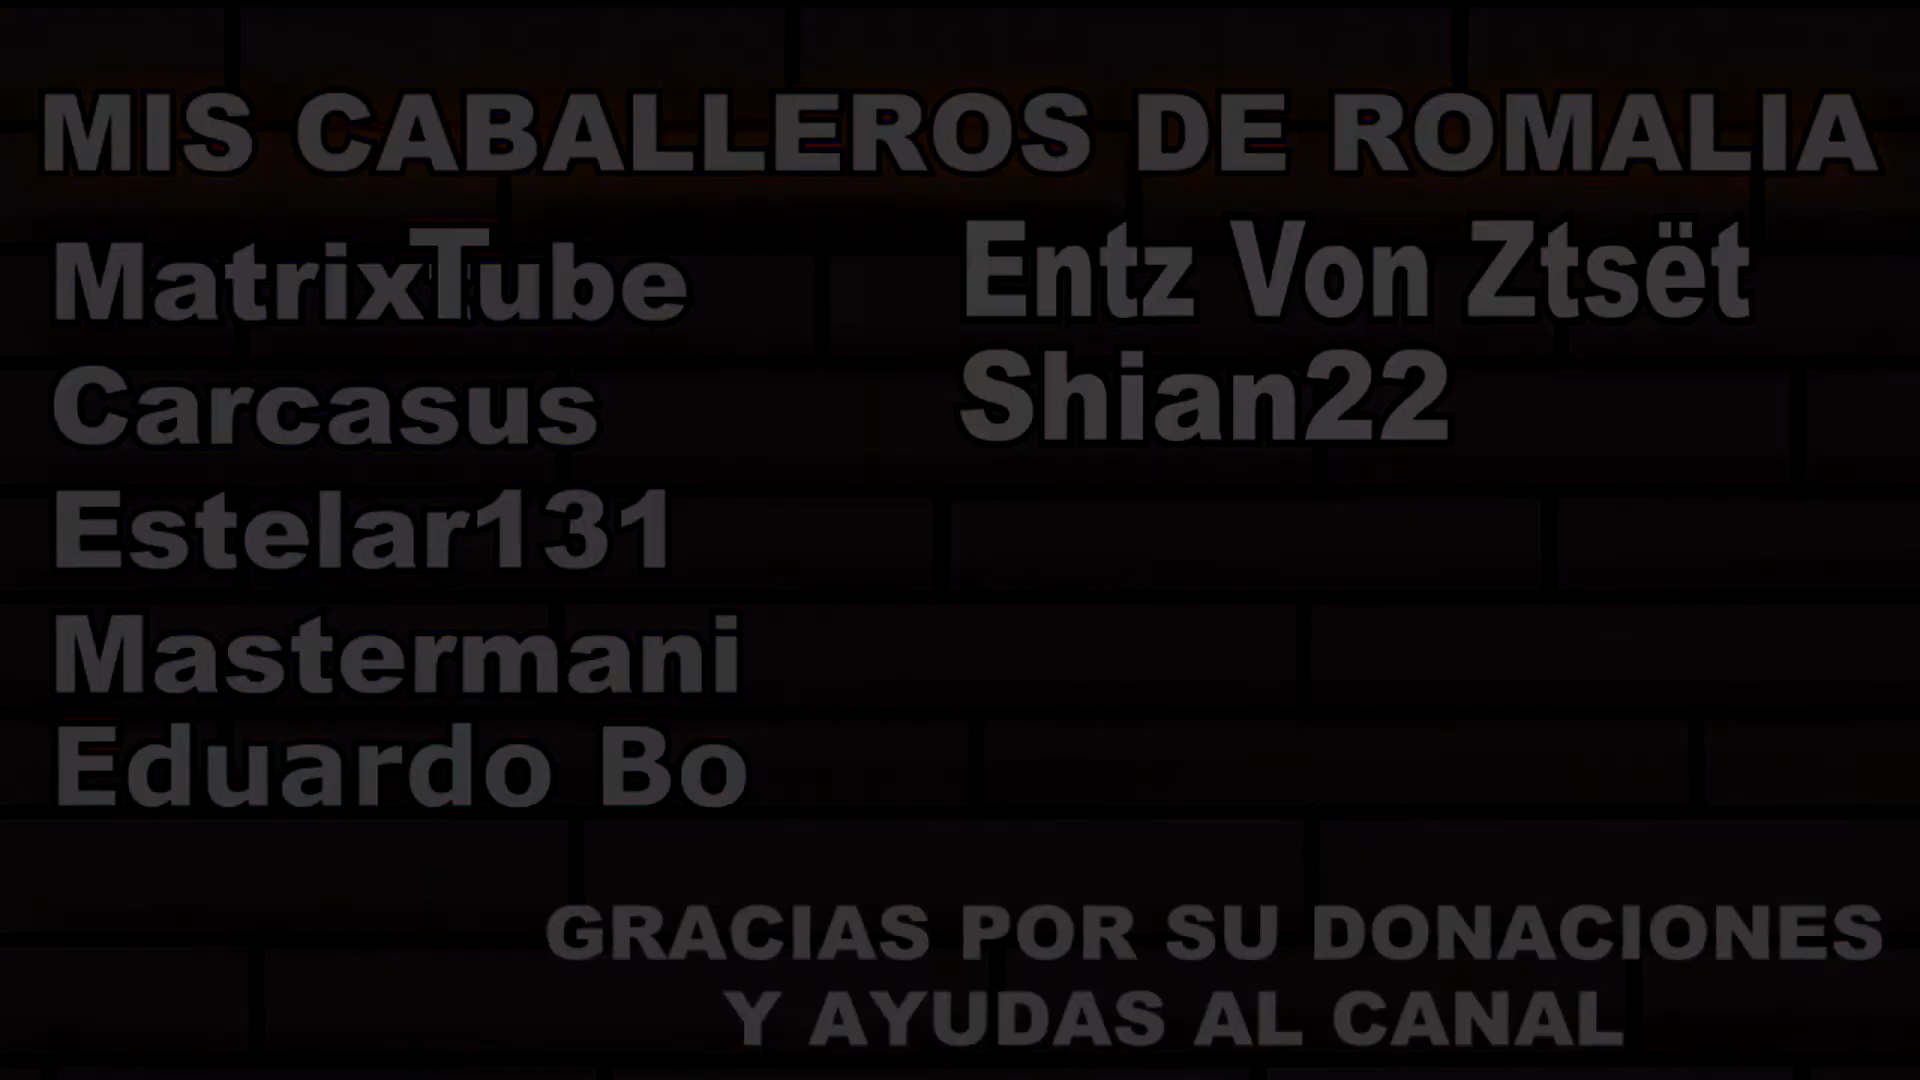 MIS CABALLEROS DE ROMALIA
MatrixTube
Carcasus
Estelar131
Mastermani
Eduardo Bo
Entz Von Ztsët
Shian22
GRACIAS POR SU DONACIONES
Y AYUDAS AL CANAL